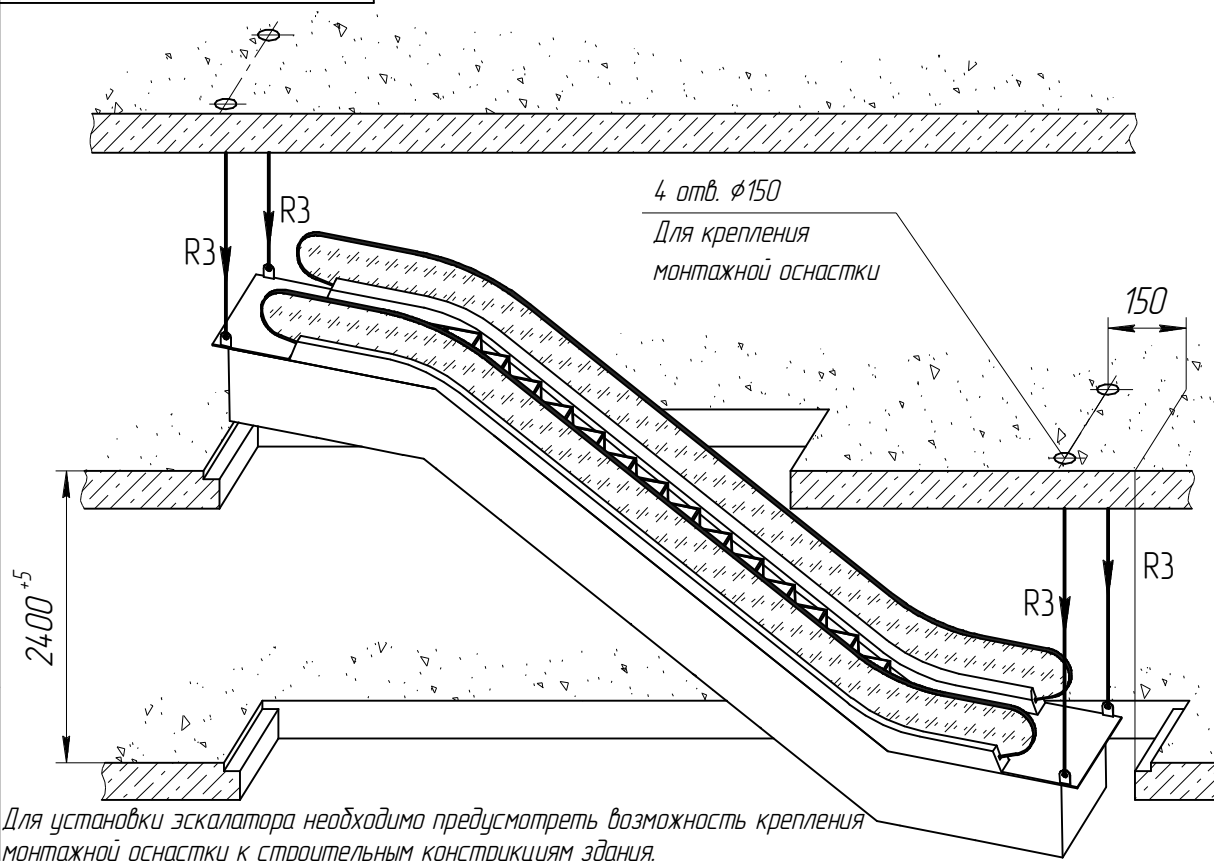 4 отв. ⌀150
Для крепления
монтажной оснастки
R3
R3
150
2400 +5
R3
R3
Для установки эскалатора необходимо предусмотреть возможность крепления
монтажной оснастки к строительным конструкциям здания.